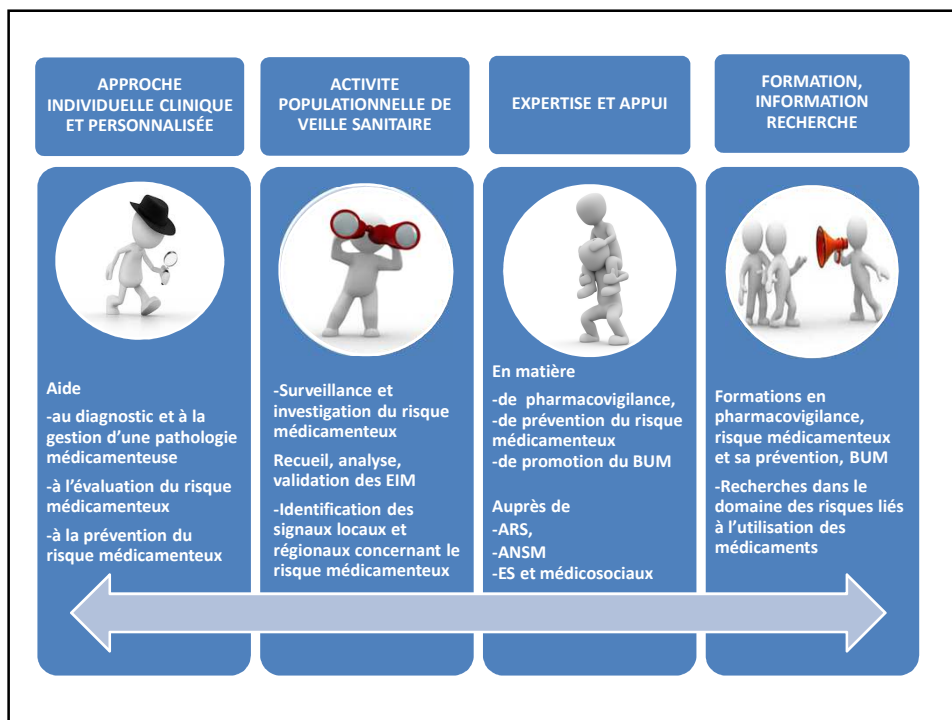 APPROCHE
INDIVIDUELLE CLINIQUE
ET PERSONNALISÉE
ACTIVITE
POPULATIONNELLE DE
VEILLE SANITAIRE
EXPERTISE ET APPUI
FORMATION,
INFORMATION
RECHERCHE
Aide
-au diagnostic et à la
gestion d’une pathologie
médicamenteuse
-à l’évaluation du risque
médicamenteux
-à la prévention du
risque médicamenteux
-Surveillance et
investigation du risque
médicamenteux
Recueil, analyse,
validation des EIM
-Identification des
signaux locaux et
régionaux concernant le
risque médicamenteux
En matière
-de pharmacovigilance,
-de prévention du risque
médicamenteux
-de promotion du BUM
Auprès de
-ARS,
-ANSM
-ES et médicosociaux
Formations en
pharmacovigilance,
risque médicamenteux
et sa prévention, BUM
-Recherches dans le
domaine des risques liés
à l’utilisation des
médicaments